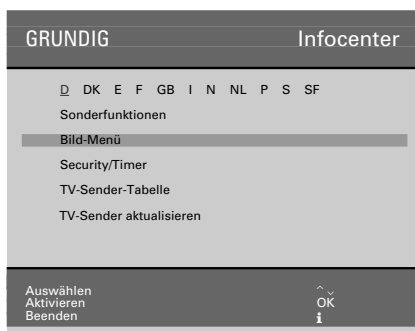 GRUNDIG Infocenter
D DK E F GB I N NL P S SF
Sonderfunktionen
Bild-Menü
Security/Timer
TV-Sender-Tabelle
TV-Sender aktualisieren
Auswählen
Aktivieren OK
Beenden i